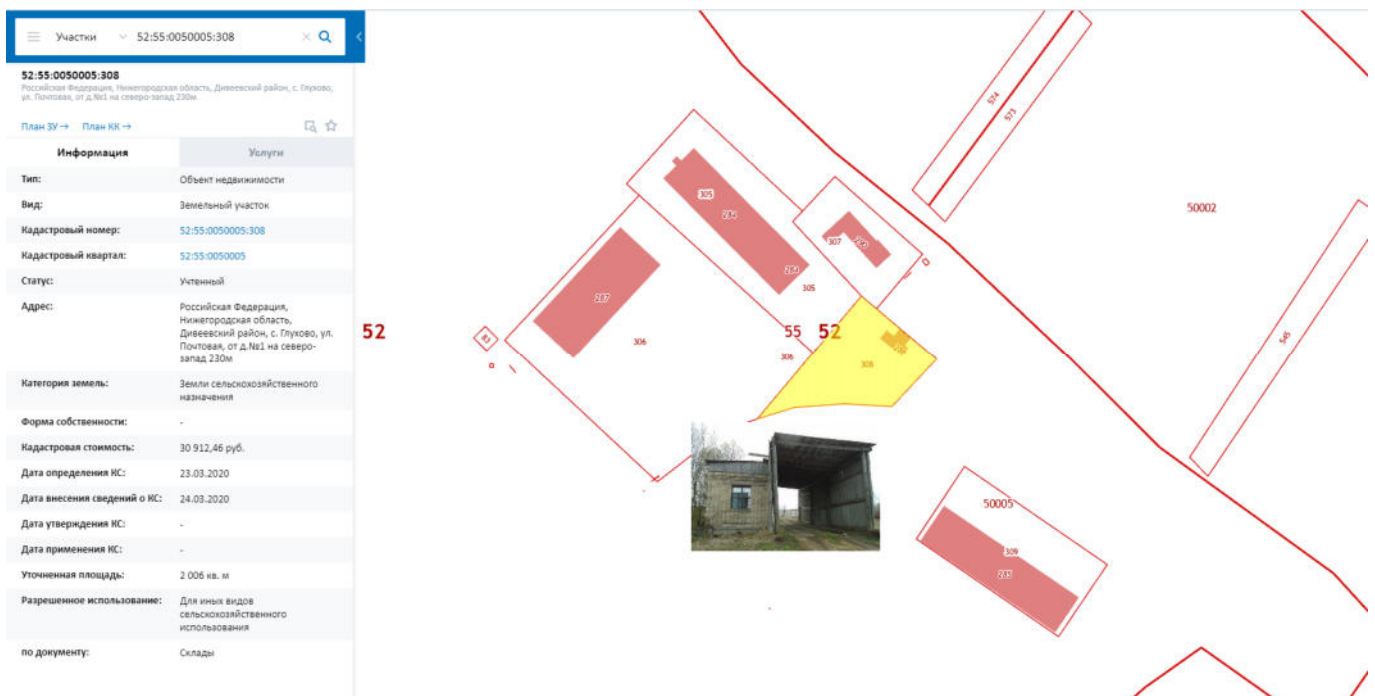 Участки
52:55:0050005:308
52:55:0050005:308
Российская Федерация, Нижегородская область, Дивеевский район, с. Глухово,
ул. Почтовая, от д.№1 на северо-запад 230м
План ЗУ →
План КК →
Информация
Услуги
Тип:
Объект недвижимости
Вид:
Земельный участок
Кадастровый номер:
52:55:0050005:308
Кадастровый квартал:
52:55:0050005
Статус:
Учтенный
Адрес:
Российская Федерация,
Нижегородская область,
Дивеевский район, с. Глухово, ул.
Почтовая, от д.№1 на северо-
запад 230м
Категория земель:
Земли сельскохозяйственного
назначения
Форма собственности:
-
Кадастровая стоимость:
30 912,46 руб.
Дата определения КС:
23.03.2020
Дата внесения сведений о КС:
24.03.2020
Дата утверждения КС:
-
Дата применения КС:
-
Уточненная площадь:
2 006 кв. м
Разрешенное использование:
Для иных видов
сельскохозяйственного
использования
по документу:
Склады
574
573
50002
305
284
307
287
284
305
52
55
52
83
306
306
308
545
50005
309
285